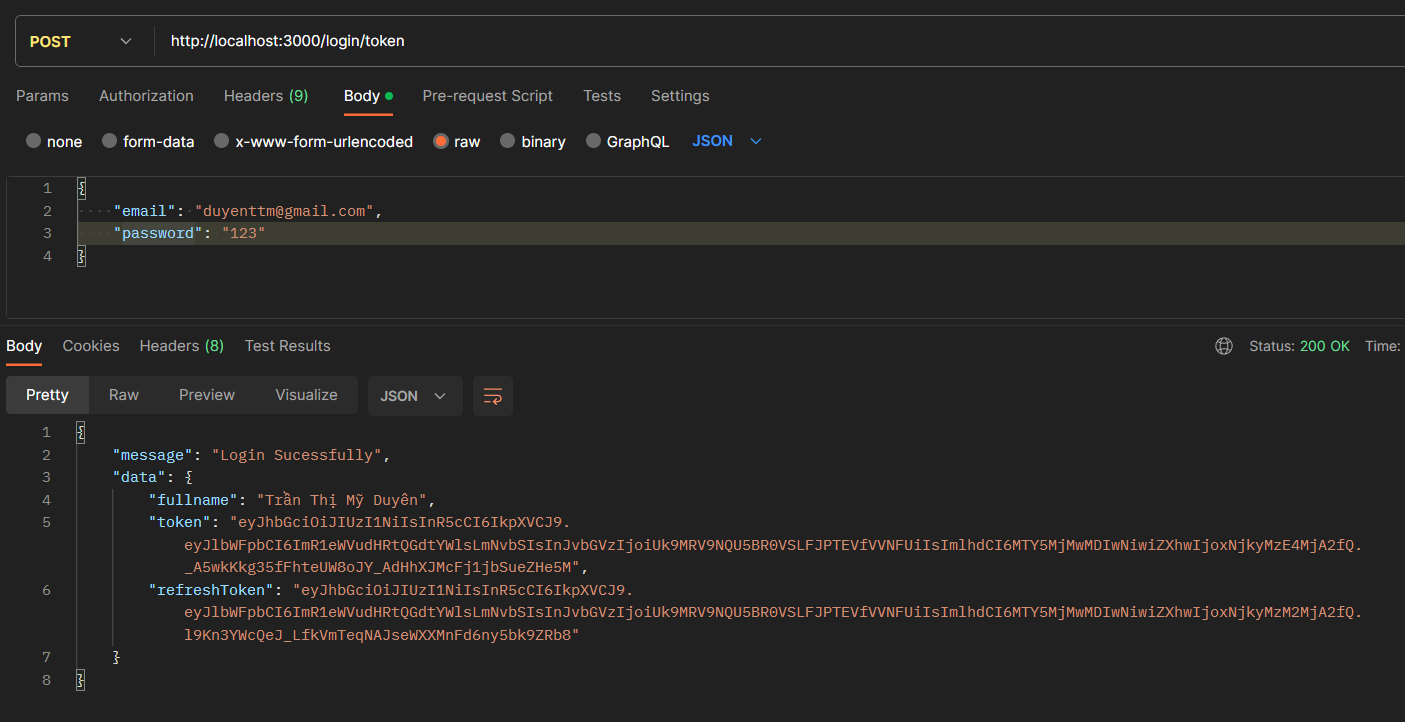 POST http://localhost:3000/login/token
Params Authorization Headers (9) Body Pre-request Script Tests Settings
none form-data x-www-form-urlencoded raw binary GraphQL JSON
1 {
2 "email": "duyenttm@gmail.com",
3 "password": "123"
4 }
Body Cookies Headers (8) Test Results Status: 200 OK Time:
Pretty Raw Preview Visualize JSON
1 {
2 "message": "Login Sucessfully",
3 "data": {
4 "fullname": "Trần Thị Mỹ Duyên",
5 "token": "eyJhbGciOiJIUzI1NiIsInR5cCI6IkpXVCJ9.
eyJlbWFpbCI6ImR1eWVudHRtQGdtYWlsLmNvbSIsInJvbGVzIjoiUk9MRV9NQU5BR0VSLFJPTEVfVVNFUiIsImlhdCI6MTY5MjMwMDIwNiwiZXhwIjoxNjkyMzE4MjA2fQ.
_A5wkKkg35fFhteUW8oJY_AdHhXJMcFj1jbSueZHe5M",
6 "refreshToken": "eyJhbGciOiJIUzI1NiIsInR5cCI6IkpXVCJ9.
eyJlbWFpbCI6ImR1eWVudHRtQGdtYWlsLmNvbSIsInJvbGVzIjoiUk9MRV9NQU5BR0VSLFJPTEVfVVNFUiIsImlhdCI6MTY5MjMwMDIwNiwiZXhwIjoxNjkyMzM2MjA2fQ.
l9Kn3YWcQeJ_LfkVmTeqNAJseWXXMnFd6ny5bk9ZRb8"
7 }
8 }